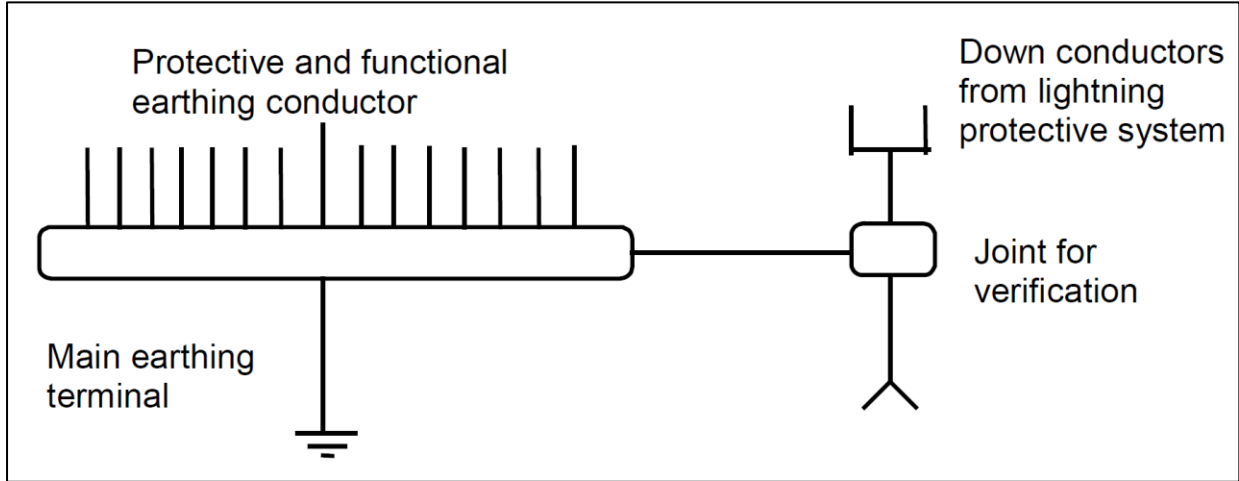 Protective and functional
earthing conductor
Down conductors
from lightning
protective system
Joint for
verification
Main earthing
terminal